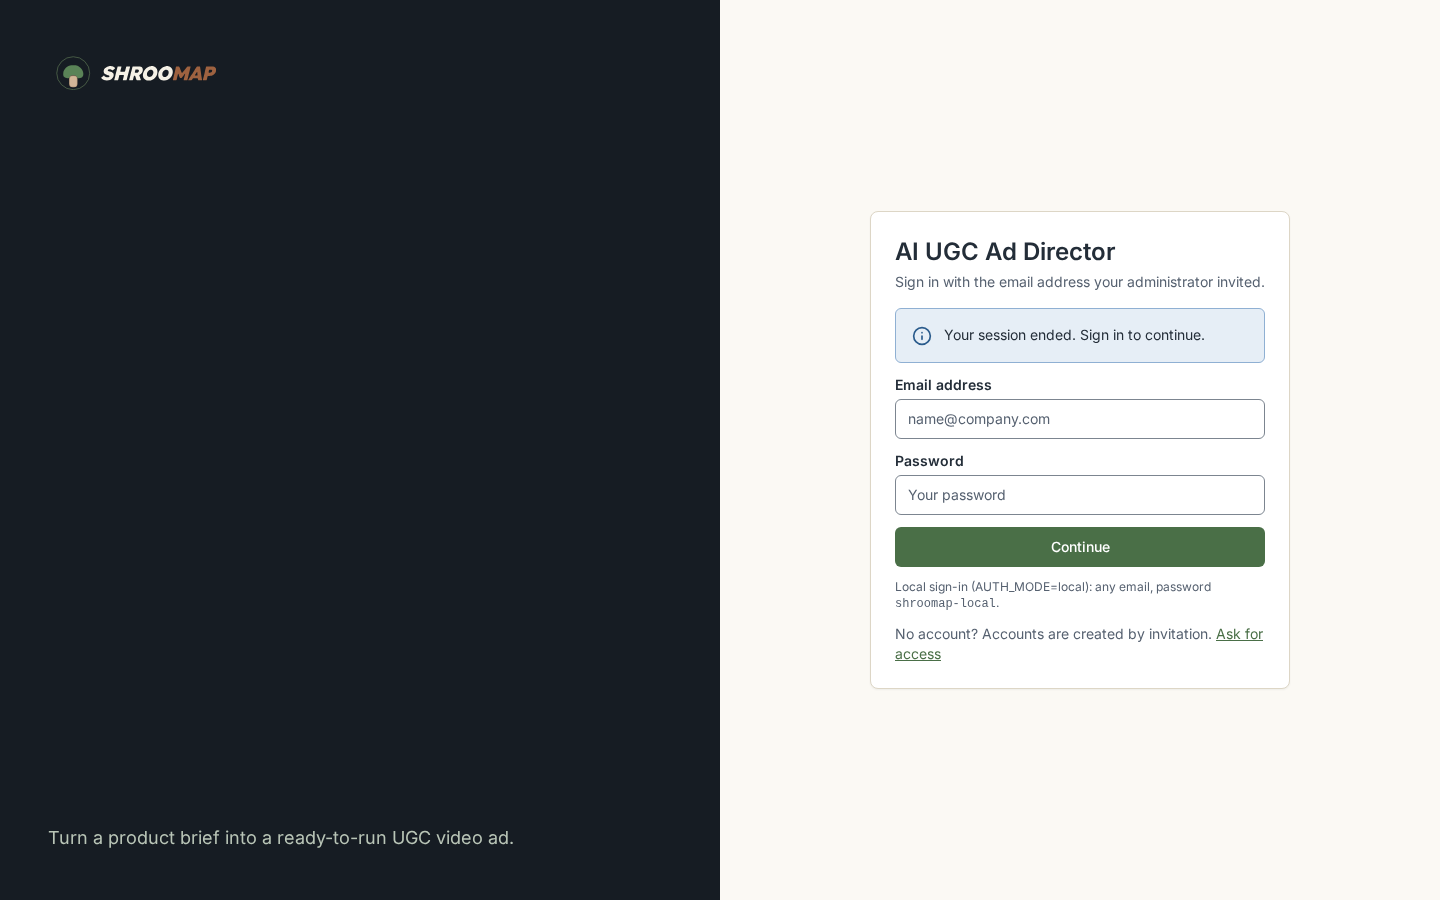 SHROOMAP
Turn a product brief into a ready-to-run UGC video ad.
AI UGC Ad Director
Sign in with the email address your administrator invited.
Your session ended. Sign in to continue.
Email address
name@company.com
Password
Your password
Continue
Local sign-in (AUTH_MODE=local): any email, password
shroomap-local.
No account? Accounts are created by invitation. Ask for
access